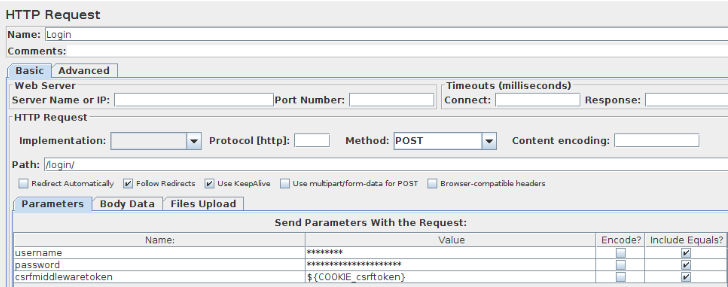 HTTP Request
Name: Login
Comments:
Basic Advanced
Web Server Timeouts (milliseconds)
Server Name or IP: Port Number: Connect: Response:
HTTP Request
Implementation: Protocol [http]: Method: POST Content encoding:
Path: /login/
Redirect Automatically Follow Redirects Use KeepAlive Use multipart/form-data for POST Browser-compatible headers
Parameters Body Data Files Upload
Send Parameters With the Request:
Name: Value Encode? Include Equals?
username ********
password ********************
csrfmiddlewaretoken ${COOKIE_csrftoken}